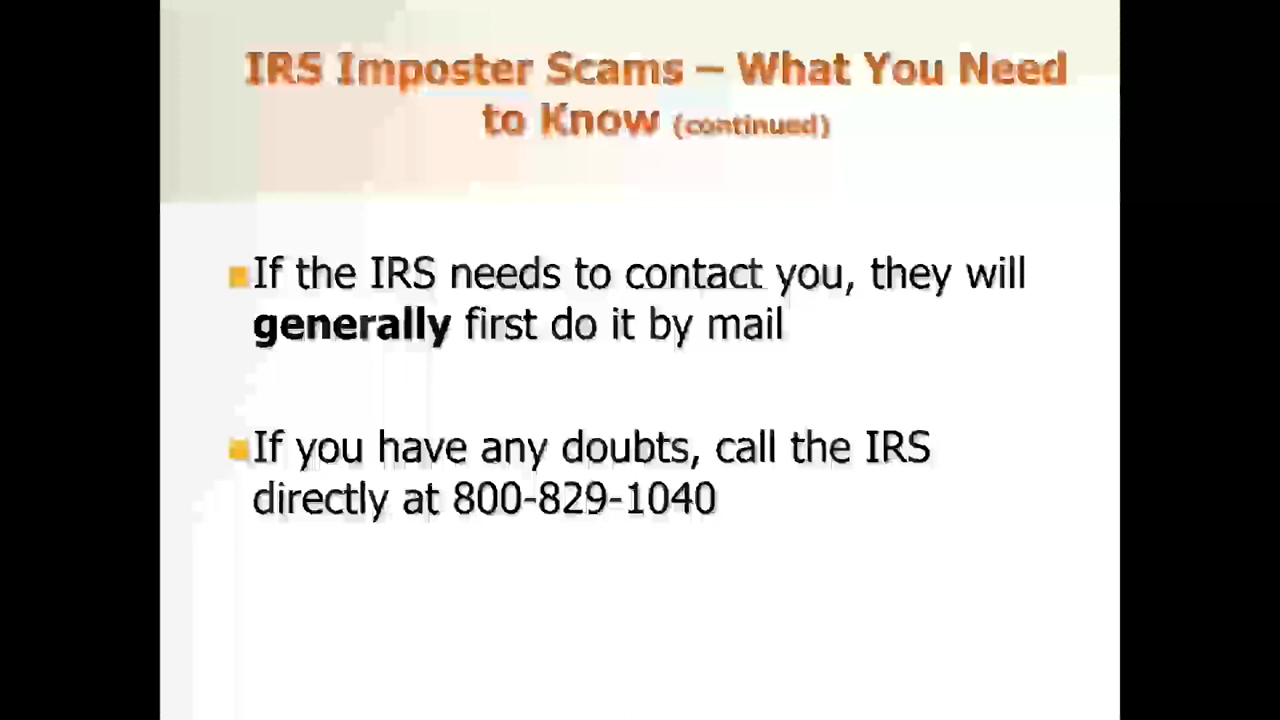 IRS Imposter Scams – What You Need
to Know (continued)
If the IRS needs to contact you, they will
generally first do it by mail
If you have any doubts, call the IRS
directly at 800-829-1040